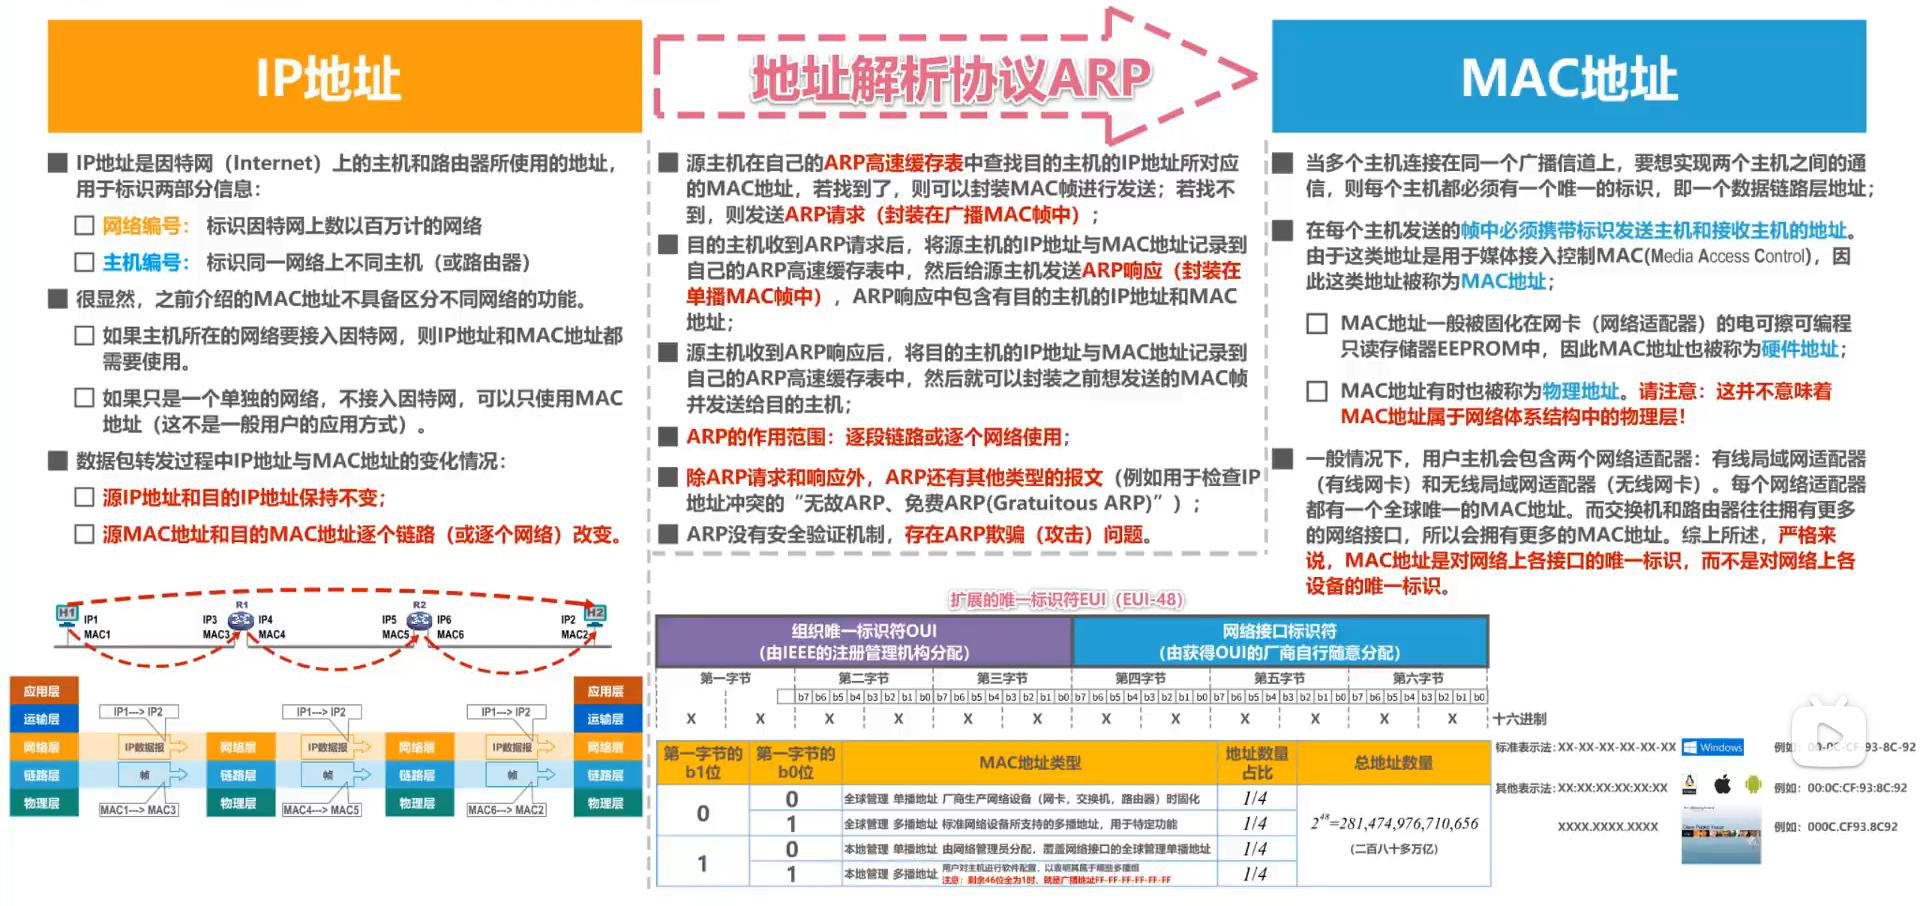 IP地址
IP地址是因特网（Internet）上的主机和路由器所使用的地址，
用于标识两部分信息：
网络编号： 标识因特网上数以百万计的网络
主机编号： 标识同一网络上不同主机（或路由器）
很显然，之前介绍的MAC地址不具备区分不同网络的功能。
如果主机所在的网络要接入因特网，则IP地址和MAC地址都
需要使用。
如果只是一个单独的网络，不接入因特网，可以只使用MAC
地址（这不是一般用户的应用方式）。
数据包转发过程中IP地址与MAC地址的变化情况：
源IP地址和目的IP地址保持不变；
源MAC地址和目的MAC地址逐个链路（或逐个网络）改变。
H1 R1 R2 H2
IP1 IP3 IP4 IP5 IP6 IP2
MAC1 MAC3 MAC4 MAC5 MAC6 MAC2
应用层 应用层
IP1---> IP2 IP1---> IP2 IP1---> IP2
运输层 运输层
网络层 IP数据报 网络层 IP数据报 网络层 IP数据报 网络层
链路层 帧 链路层 帧 链路层 帧 链路层
物理层 物理层 物理层 物理层
MAC1---> MAC3 MAC4---> MAC5 MAC6---> MAC2
地址解析协议ARP
源主机在自己的ARP高速缓存表中查找目的主机的IP地址所对应
的MAC地址，若找到了，则可以封装MAC帧进行发送；若找不
到，则发送ARP请求（封装在广播MAC帧中）；
目的主机收到ARP请求后，将源主机的IP地址与MAC地址记录到
自己的ARP高速缓存表中，然后给源主机发送ARP响应（封装在
单播MAC帧中），ARP响应中包含有目的主机的IP地址和MAC
地址；
源主机收到ARP响应后，将目的主机的IP地址与MAC地址记录到
自己的ARP高速缓存表中，然后就可以封装之前想发送的MAC帧
并发送给目的主机；
ARP的作用范围：逐段链路或逐个网络使用；
除ARP请求和响应外，ARP还有其他类型的报文（例如用于检查IP
地址冲突的“无故ARP、免费ARP(Gratuitous ARP)”）；
ARP没有安全验证机制，存在ARP欺骗（攻击）问题。
MAC地址
当多个主机连接在同一个广播信道上，要想实现两个主机之间的通
信，则每个主机都必须有一个唯一的标识，即一个数据链路层地址；
在每个主机发送的帧中必须携带标识发送主机和接收主机的地址。
由于这类地址是用于媒体接入控制MAC(Media Access Control)，因
此这类地址被称为MAC地址；
MAC地址一般被固化在网卡（网络适配器）的电可擦可编程
只读存储器EEPROM中，因此MAC地址也被称为硬件地址；
MAC地址有时也被称为物理地址。请注意：这并不意味着
MAC地址属于网络体系结构中的物理层！
一般情况下，用户主机会包含两个网络适配器：有线局域网适配器
（有线网卡）和无线局域网适配器（无线网卡）。每个网络适配器
都有一个全球唯一的MAC地址。而交换机和路由器往往拥有更多
的网络接口，所以会拥有更多的MAC地址。综上所述，严格来
说，MAC地址是对网络上各接口的唯一标识，而不是对网络上各
设备的唯一标识。
扩展的唯一标识符EUI（EUI-48）
组织唯一标识符OUI 网络接口标识符
（由IEEE的注册管理机构分配） （由获得OUI的厂商自行随意分配）
第一字节 第二字节 第三字节 第四字节 第五字节 第六字节
b7 b6 b5 b4 b3 b2 b1 b0 b7 b6 b5 b4 b3 b2 b1 b0 b7 b6 b5 b4 b3 b2 b1 b0 b7 b6 b5 b4 b3 b2 b1 b0 b7 b6 b5 b4 b3 b2 b1 b0
X X X X X X X X X X X X 十六进制
第一字节的b1位 第一字节的b0位 MAC地址类型 地址数量占比 总地址数量
0 0 全球管理 单播地址 厂商生产网络设备（网卡，交换机，路由器）时固化 1/4
1 全球管理 多播地址 标准网络设备所支持的多播地址，用于特定功能 1/4
1 0 本地管理 单播地址 由网络管理员分配，覆盖网络接口的全球管理单播地址 1/4
1 本地管理 多播地址 用户对主机进行软件配置，以表明其属于哪些多播组 1/4
注意：剩余46位全为1时，就是广播地址FF-FF-FF-FF-FF-FF
2^48=281,474,976,710,656
（二百八十多万亿）
标准表示法：XX-XX-XX-XX-XX-XX Windows 例如：00-0C-CF-93-8C-92
其他表示法：XX:XX:XX:XX:XX:XX 例如：00:0C:CF:93:8C:92
XXXX.XXXX.XXXX 例如：000C.CF93.8C92